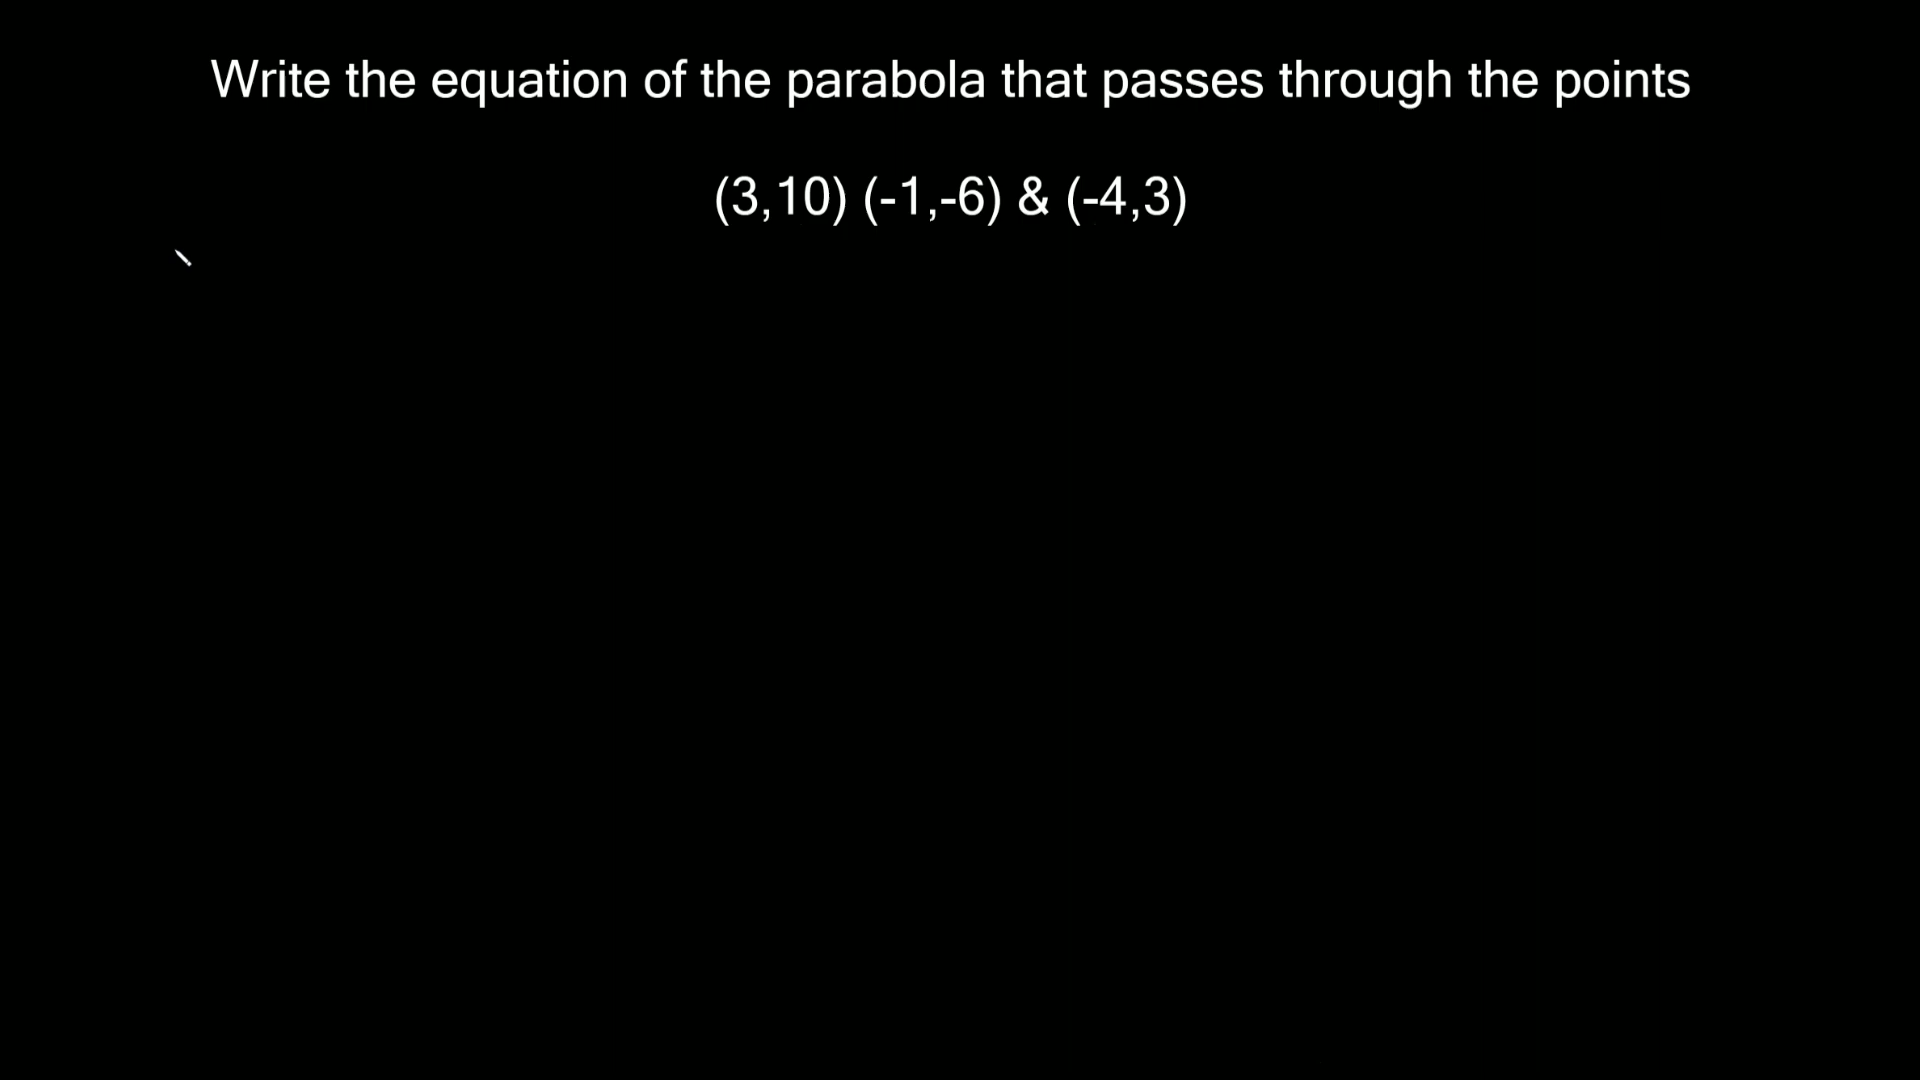 Write the equation of the parabola that passes through the points
(3,10) (-1,-6) & (-4,3)